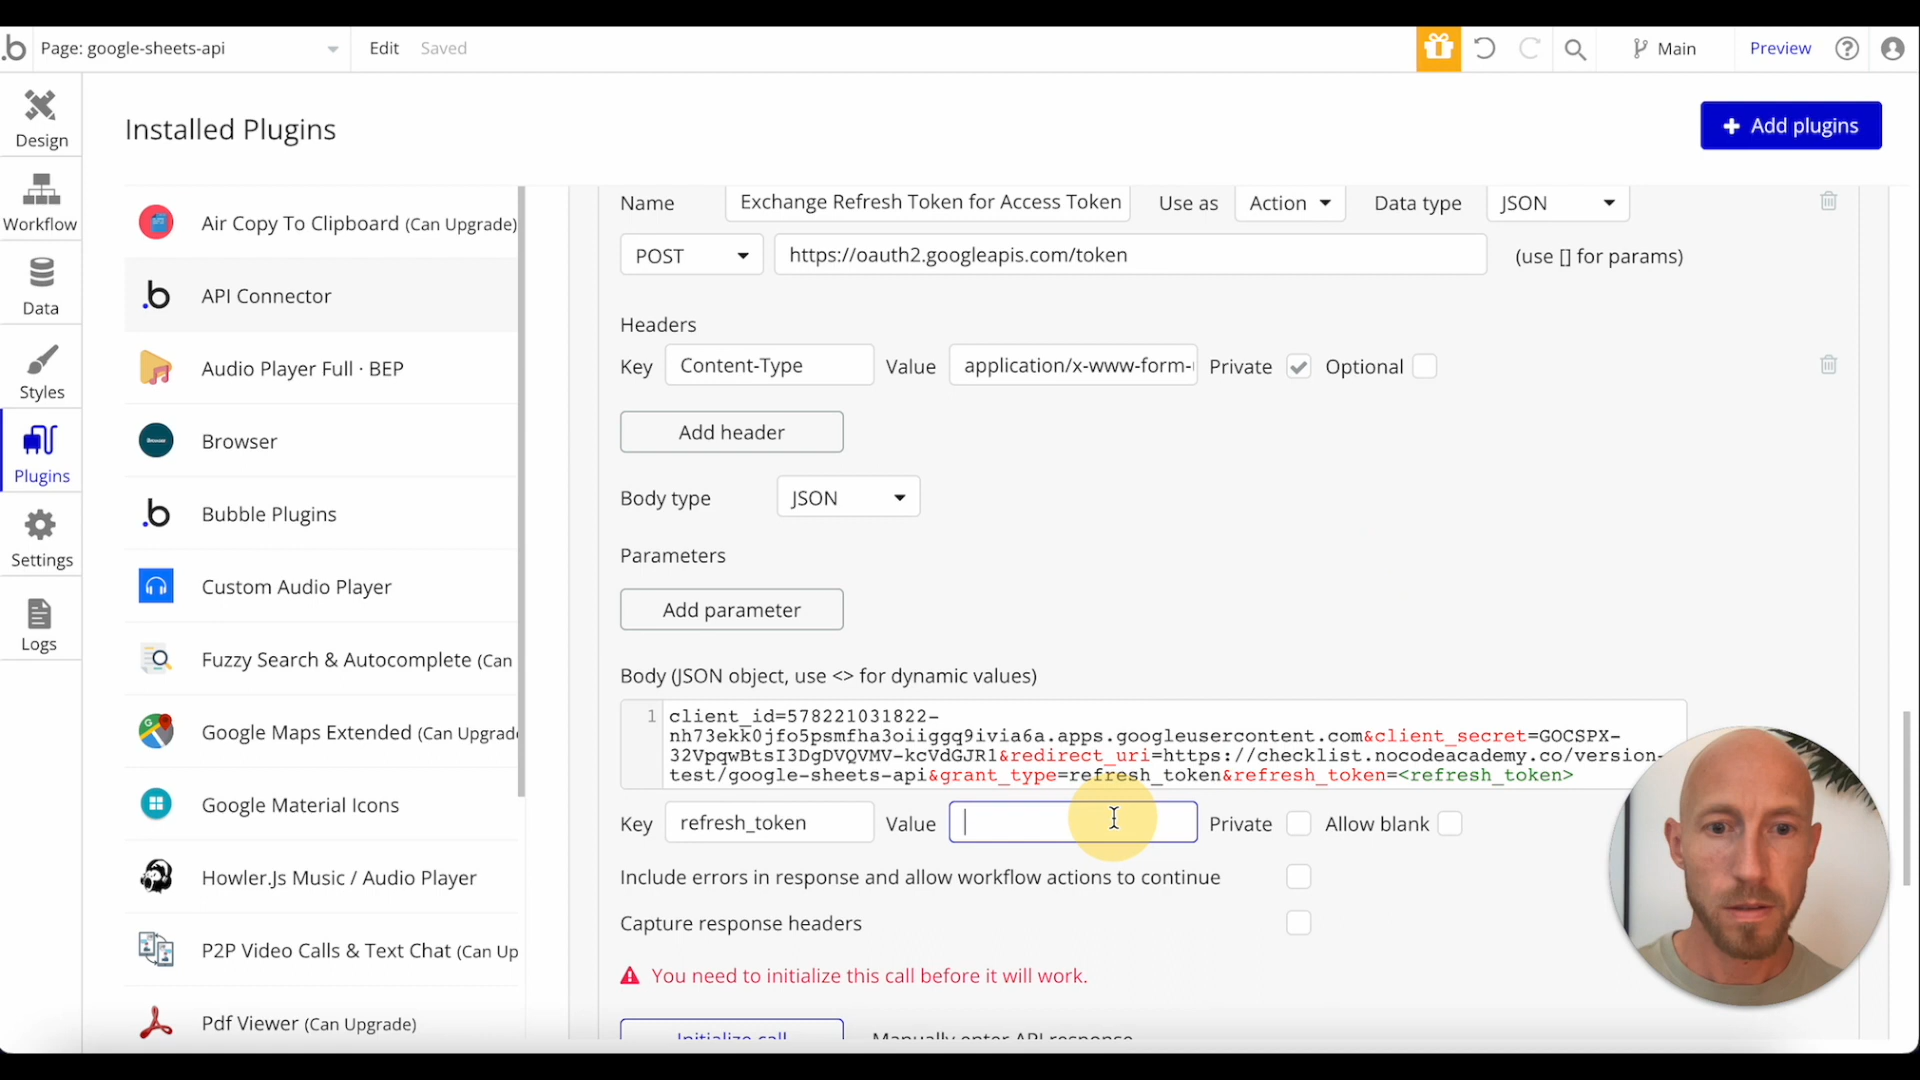 Page: google-sheets-api
Edit
Saved
Main
Preview
Installed Plugins
Add plugins
Design
Workflow
Data
Styles
Plugins
Settings
Logs
Air Copy To Clipboard (Can Upgrade)
API Connector
Audio Player Full · BEP
Browser
Bubble Plugins
Custom Audio Player
Fuzzy Search & Autocomplete (Can
Google Maps Extended (Can Upgrade
Google Material Icons
Howler.Js Music / Audio Player
P2P Video Calls & Text Chat (Can Up
Pdf Viewer (Can Upgrade)
Name Exchange Refresh Token for Access Token Use as Action Data type JSON
POST https://oauth2.googleapis.com/token (use [] for params)
Headers
Key Content-Type Value application/x-www-form- Private Optional
Add header
Body type JSON
Parameters
Add parameter
Body (JSON object, use <> for dynamic values)
1 client_id=578221031822-
nh73ekk0jfo5psmfha3oiiggq9ivia6a.apps.googleusercontent.com&client_secret=GOCSPX-
32VpqwBtsI3DgDVQVMV-kcVdGJR1&redirect_uri=https://checklist.nocodeacademy.co/version-
test/google-sheets-api&grant_type=refresh_token&refresh_token=<refresh_token>
Key refresh_token Value Private Allow blank
Include errors in response and allow workflow actions to continue
Capture response headers
You need to initialize this call before it will work.
Initialize call Manually enter API response